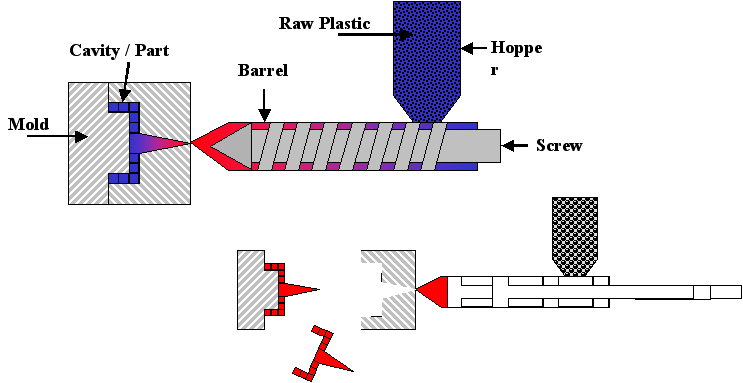 Raw Plastic
Cavity / Part
Hoppe
r
Barrel
Mold
Screw